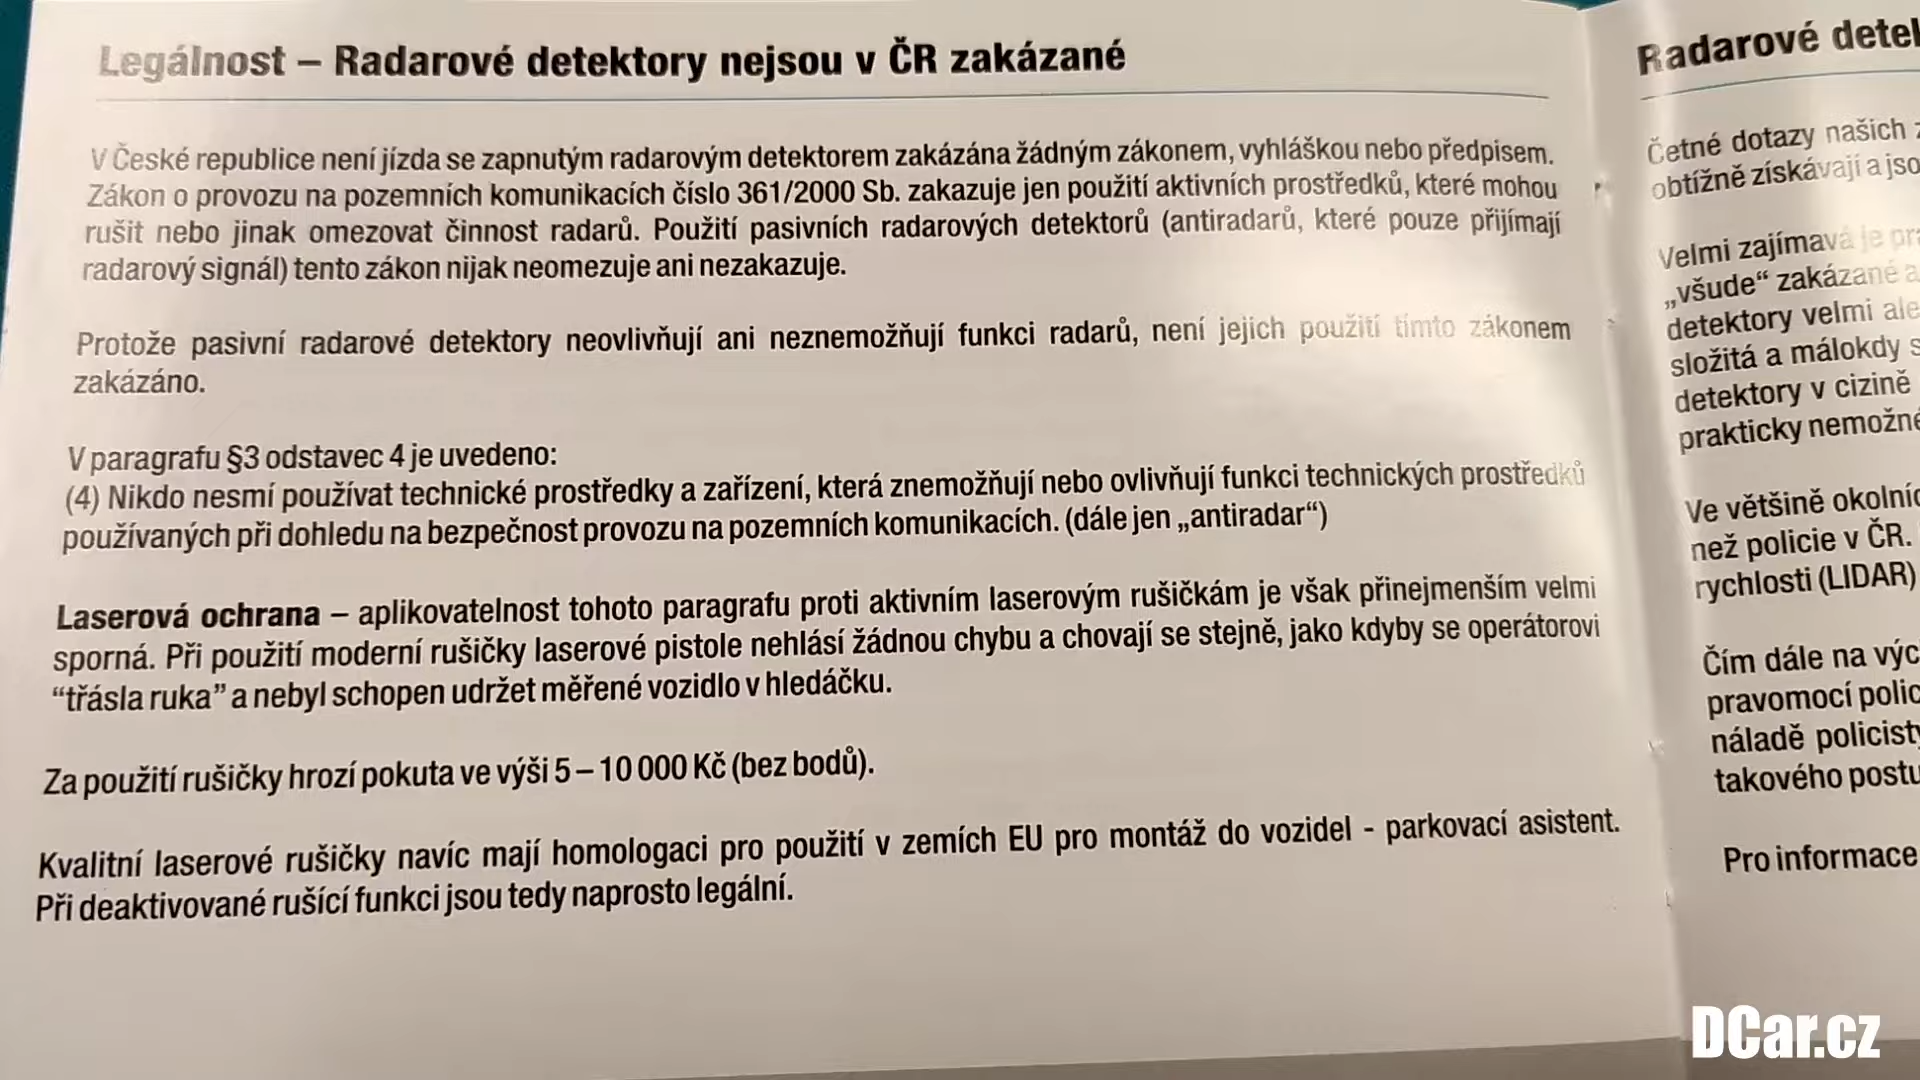 Legálnost – Radarové detektory nejsou v ČR zakázané
V České republice není jízda se zapnutým radarovým detektorem zakázána žádným zákonem, vyhláškou nebo předpisem.
Zákon o provozu na pozemních komunikacích číslo 361/2000 Sb. zakazuje jen použití aktivních prostředků, které mohou
rušit nebo jinak omezovat činnost radarů. Použití pasivních radarových detektorů (antiradarů, které pouze přijímají
radarový signál) tento zákon nijak neomezuje ani nezakazuje.
Protože pasivní radarové detektory neovlivňují ani neznemožňují funkci radarů, není jejich použití tímto zákonem
zakázáno.
V paragrafu §3 odstavec 4 je uvedeno:
(4) Nikdo nesmí používat technické prostředky a zařízení, která znemožňují nebo ovlivňují funkci technických prostředků
používaných při dohledu na bezpečnost provozu na pozemních komunikacích. (dále jen „antiradar“)
Laserová ochrana – aplikovatelnost tohoto paragrafu proti aktivním laserovým rušičkám je však přinejmenším velmi
sporná. Při použití moderní rušičky laserové pistole nehlásí žádnou chybu a chovají se stejně, jako kdyby se operátorovi
“třásla ruka” a nebyl schopen udržet měřené vozidlo v hledáčku.
Za použití rušičky hrozí pokuta ve výši 5 – 10 000 Kč (bez bodů).
Kvalitní laserové rušičky navíc mají homologaci pro použití v zemích EU pro montáž do vozidel - parkovací asistent.
Při deaktivované rušící funkci jsou tedy naprosto legální.
Radarové
Četné dotazy našich
obtížně získávají a
Velmi zajímavá je
„všude“ zakázané
detektory velmi
složitá a málokdy
detektory v cizině
prakticky
Ve většině
než policie v ČR.
rychlosti (LIDAR)
Čím dále na
pravomocí
náladě
takového
Pro informace
DCar.cz